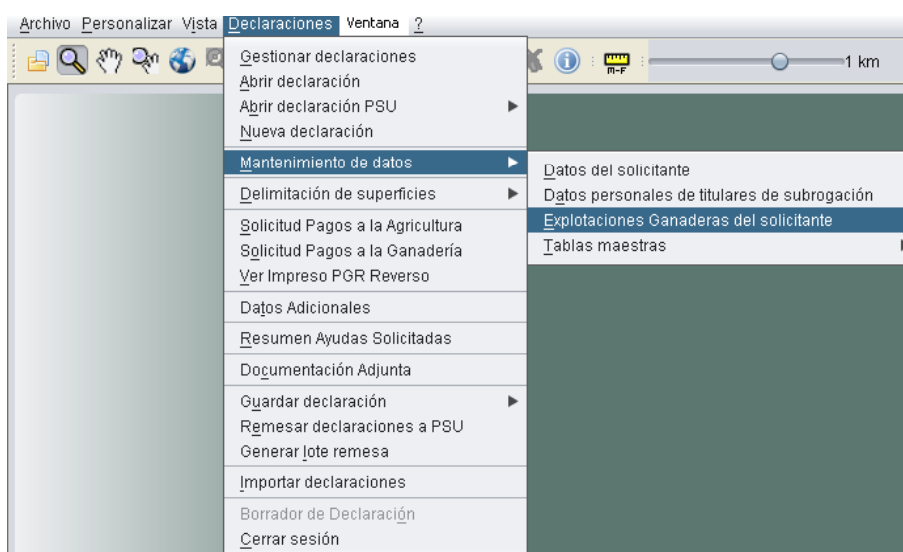 Archivo Personalizar Vista Declaraciones Ventana ?
m-F
1 km
Gestionar declaraciones
Abrir declaración
Abrir declaración PSU
Nueva declaración
Mantenimiento de datos
Delimitación de superficies
Solicitud Pagos a la Agricultura
Solicitud Pagos a la Ganadería
Ver Impreso PGR Reverso
Datos Adicionales
Resumen Ayudas Solicitadas
Documentación Adjunta
Guardar declaración
Remesar declaraciones a PSU
Generar lote remesa
Importar declaraciones
Borrador de Declaración
Cerrar sesión
Datos del solicitante
Datos personales de titulares de subrogación
Explotaciones Ganaderas del solicitante
Tablas maestras